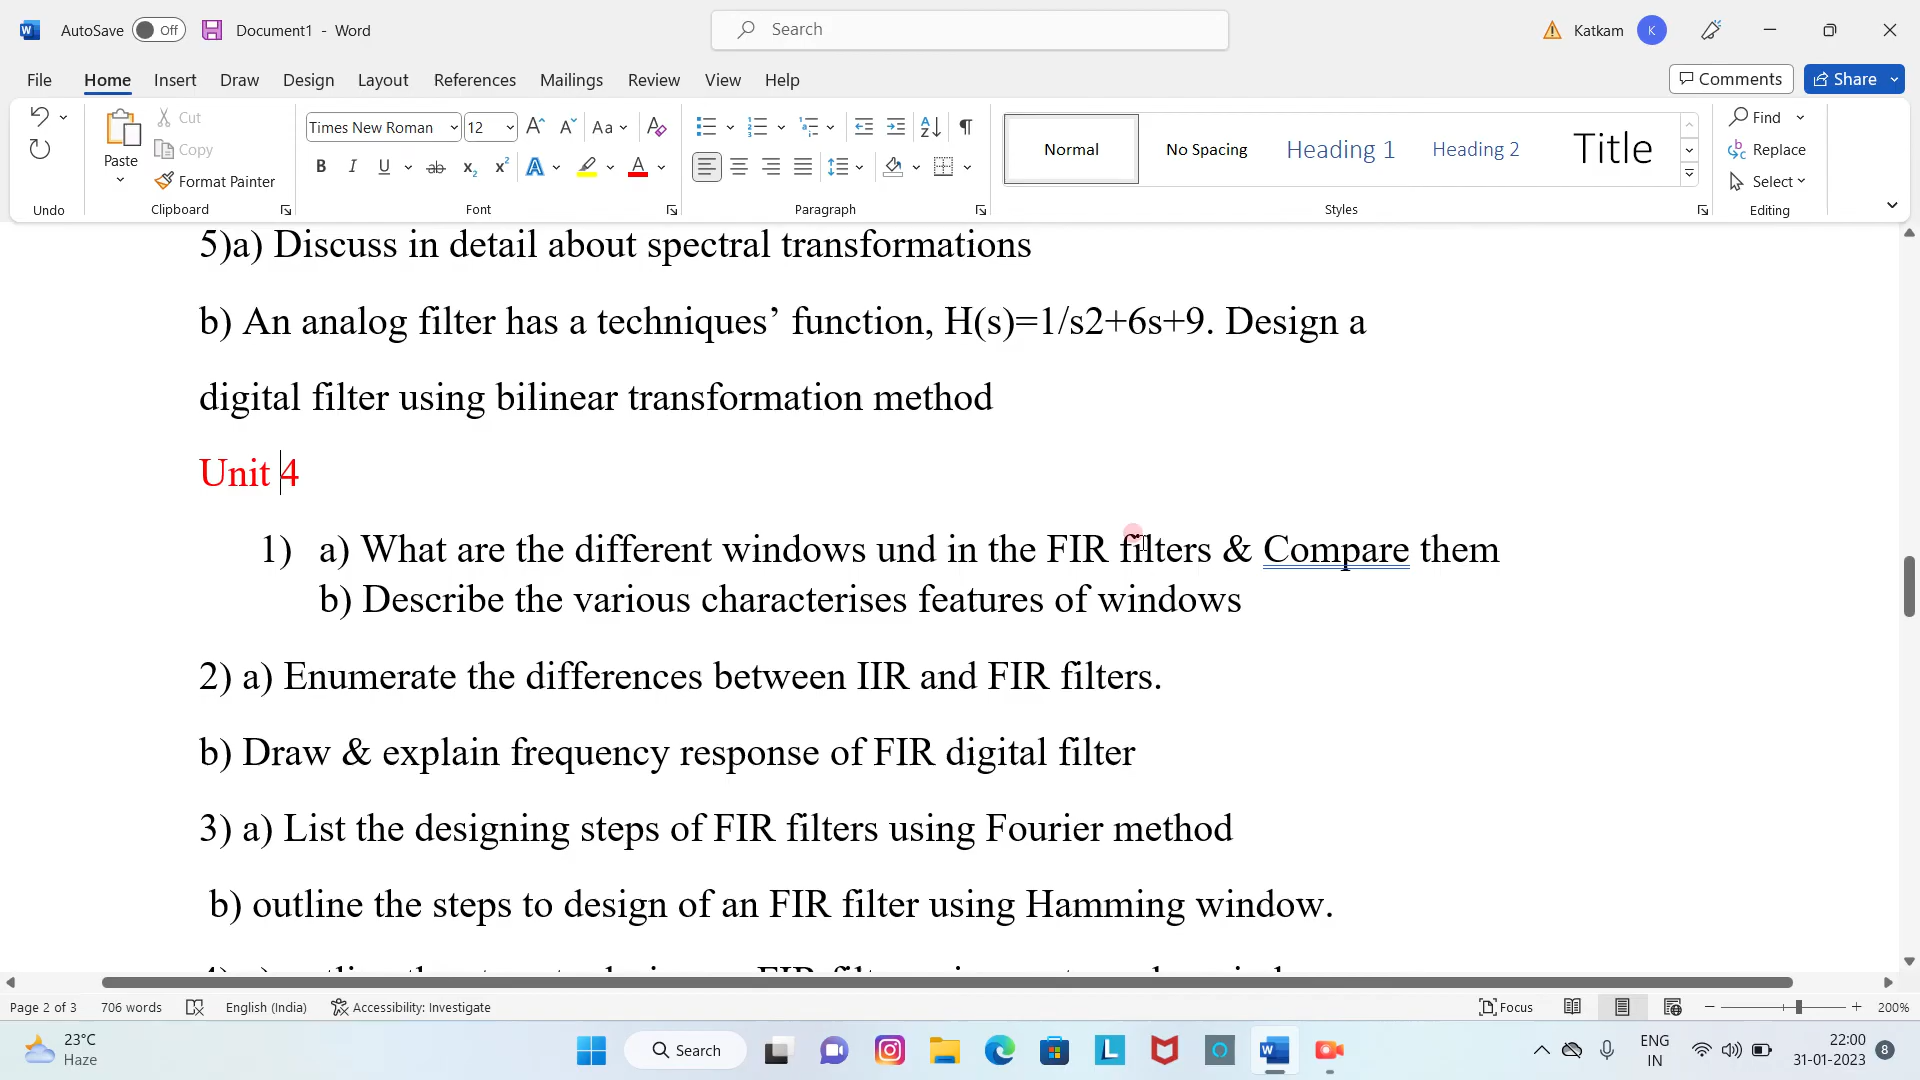 AutoSave Off Document1 - Word Search Katkam K
File Home Insert Draw Design Layout References Mailings Review View Help Comments Share
Paste Cut Copy Format Painter
Times New Roman 12 Aa
B I U ab x2 x2 A A
Normal No Spacing Heading 1 Heading 2 Title
Find Replace Select
Undo Clipboard Font Paragraph Styles Editing
5)a) Discuss in detail about spectral transformations
b) An analog filter has a techniques’ function, H(s)=1/s2+6s+9. Design a
digital filter using bilinear transformation method
Unit 4
1) a) What are the different windows und in the FIR filters & Compare them
b) Describe the various characterises features of windows
2) a) Enumerate the differences between IIR and FIR filters.
b) Draw & explain frequency response of FIR digital filter
3) a) List the designing steps of FIR filters using Fourier method
b) outline the steps to design of an FIR filter using Hamming window.
Page 2 of 3 706 words English (India) Accessibility: Investigate Focus 200%
23°C
Haze
Search
ENG
IN
22:00
31-01-2023
8